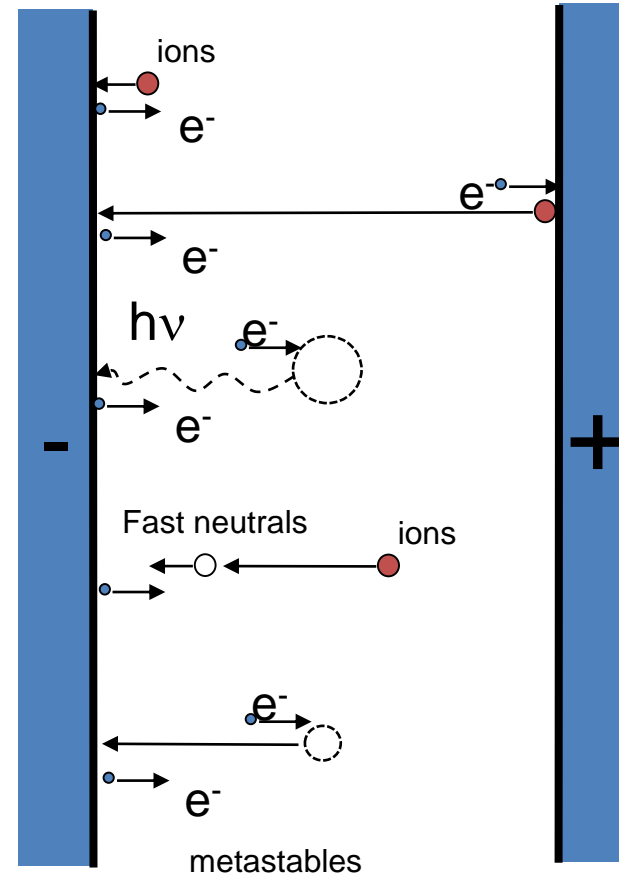 ions
e-
e-
e-
hν
e-
e-
-
+
Fast neutrals
ions
e-
e-
metastables